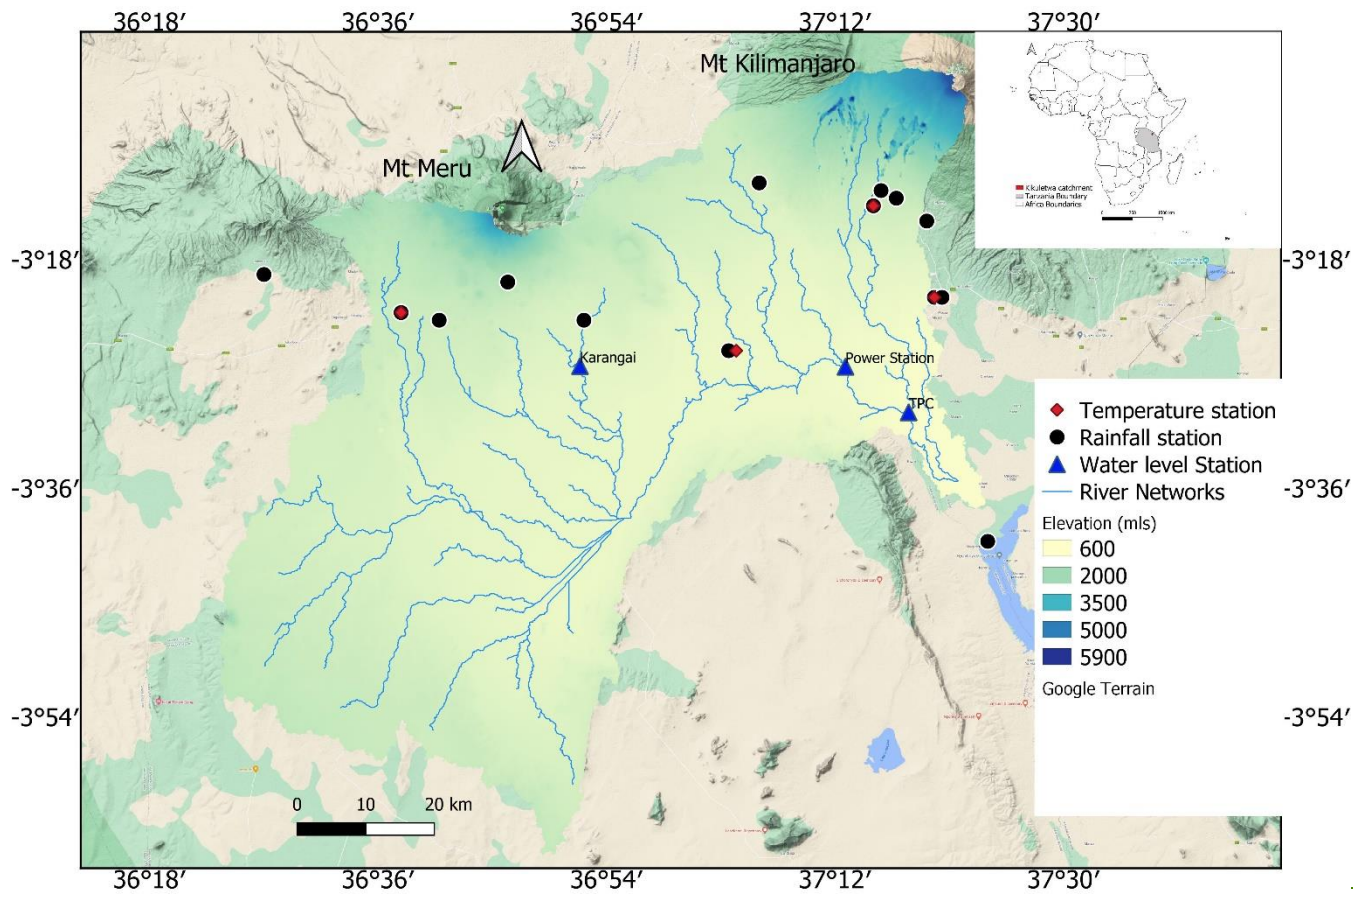 36°18′ 36°36′ 36°54′ 37°12′ 37°30′
Mt Kilimanjaro
Mt Meru
Kikuletwa catchment
Tanzania Boundary
Africa Boundaries
-3°18′ -3°18′
Karangai
Power Station
TPC
Temperature station
Rainfall station
Water level Station
River Networks
-3°36′ -3°36′
Elevation (mls)
600
2000
3500
5000
5900
Google Terrain
-3°54′ -3°54′
0 10 20 km
36°18′ 36°36′ 36°54′ 37°12′ 37°30′